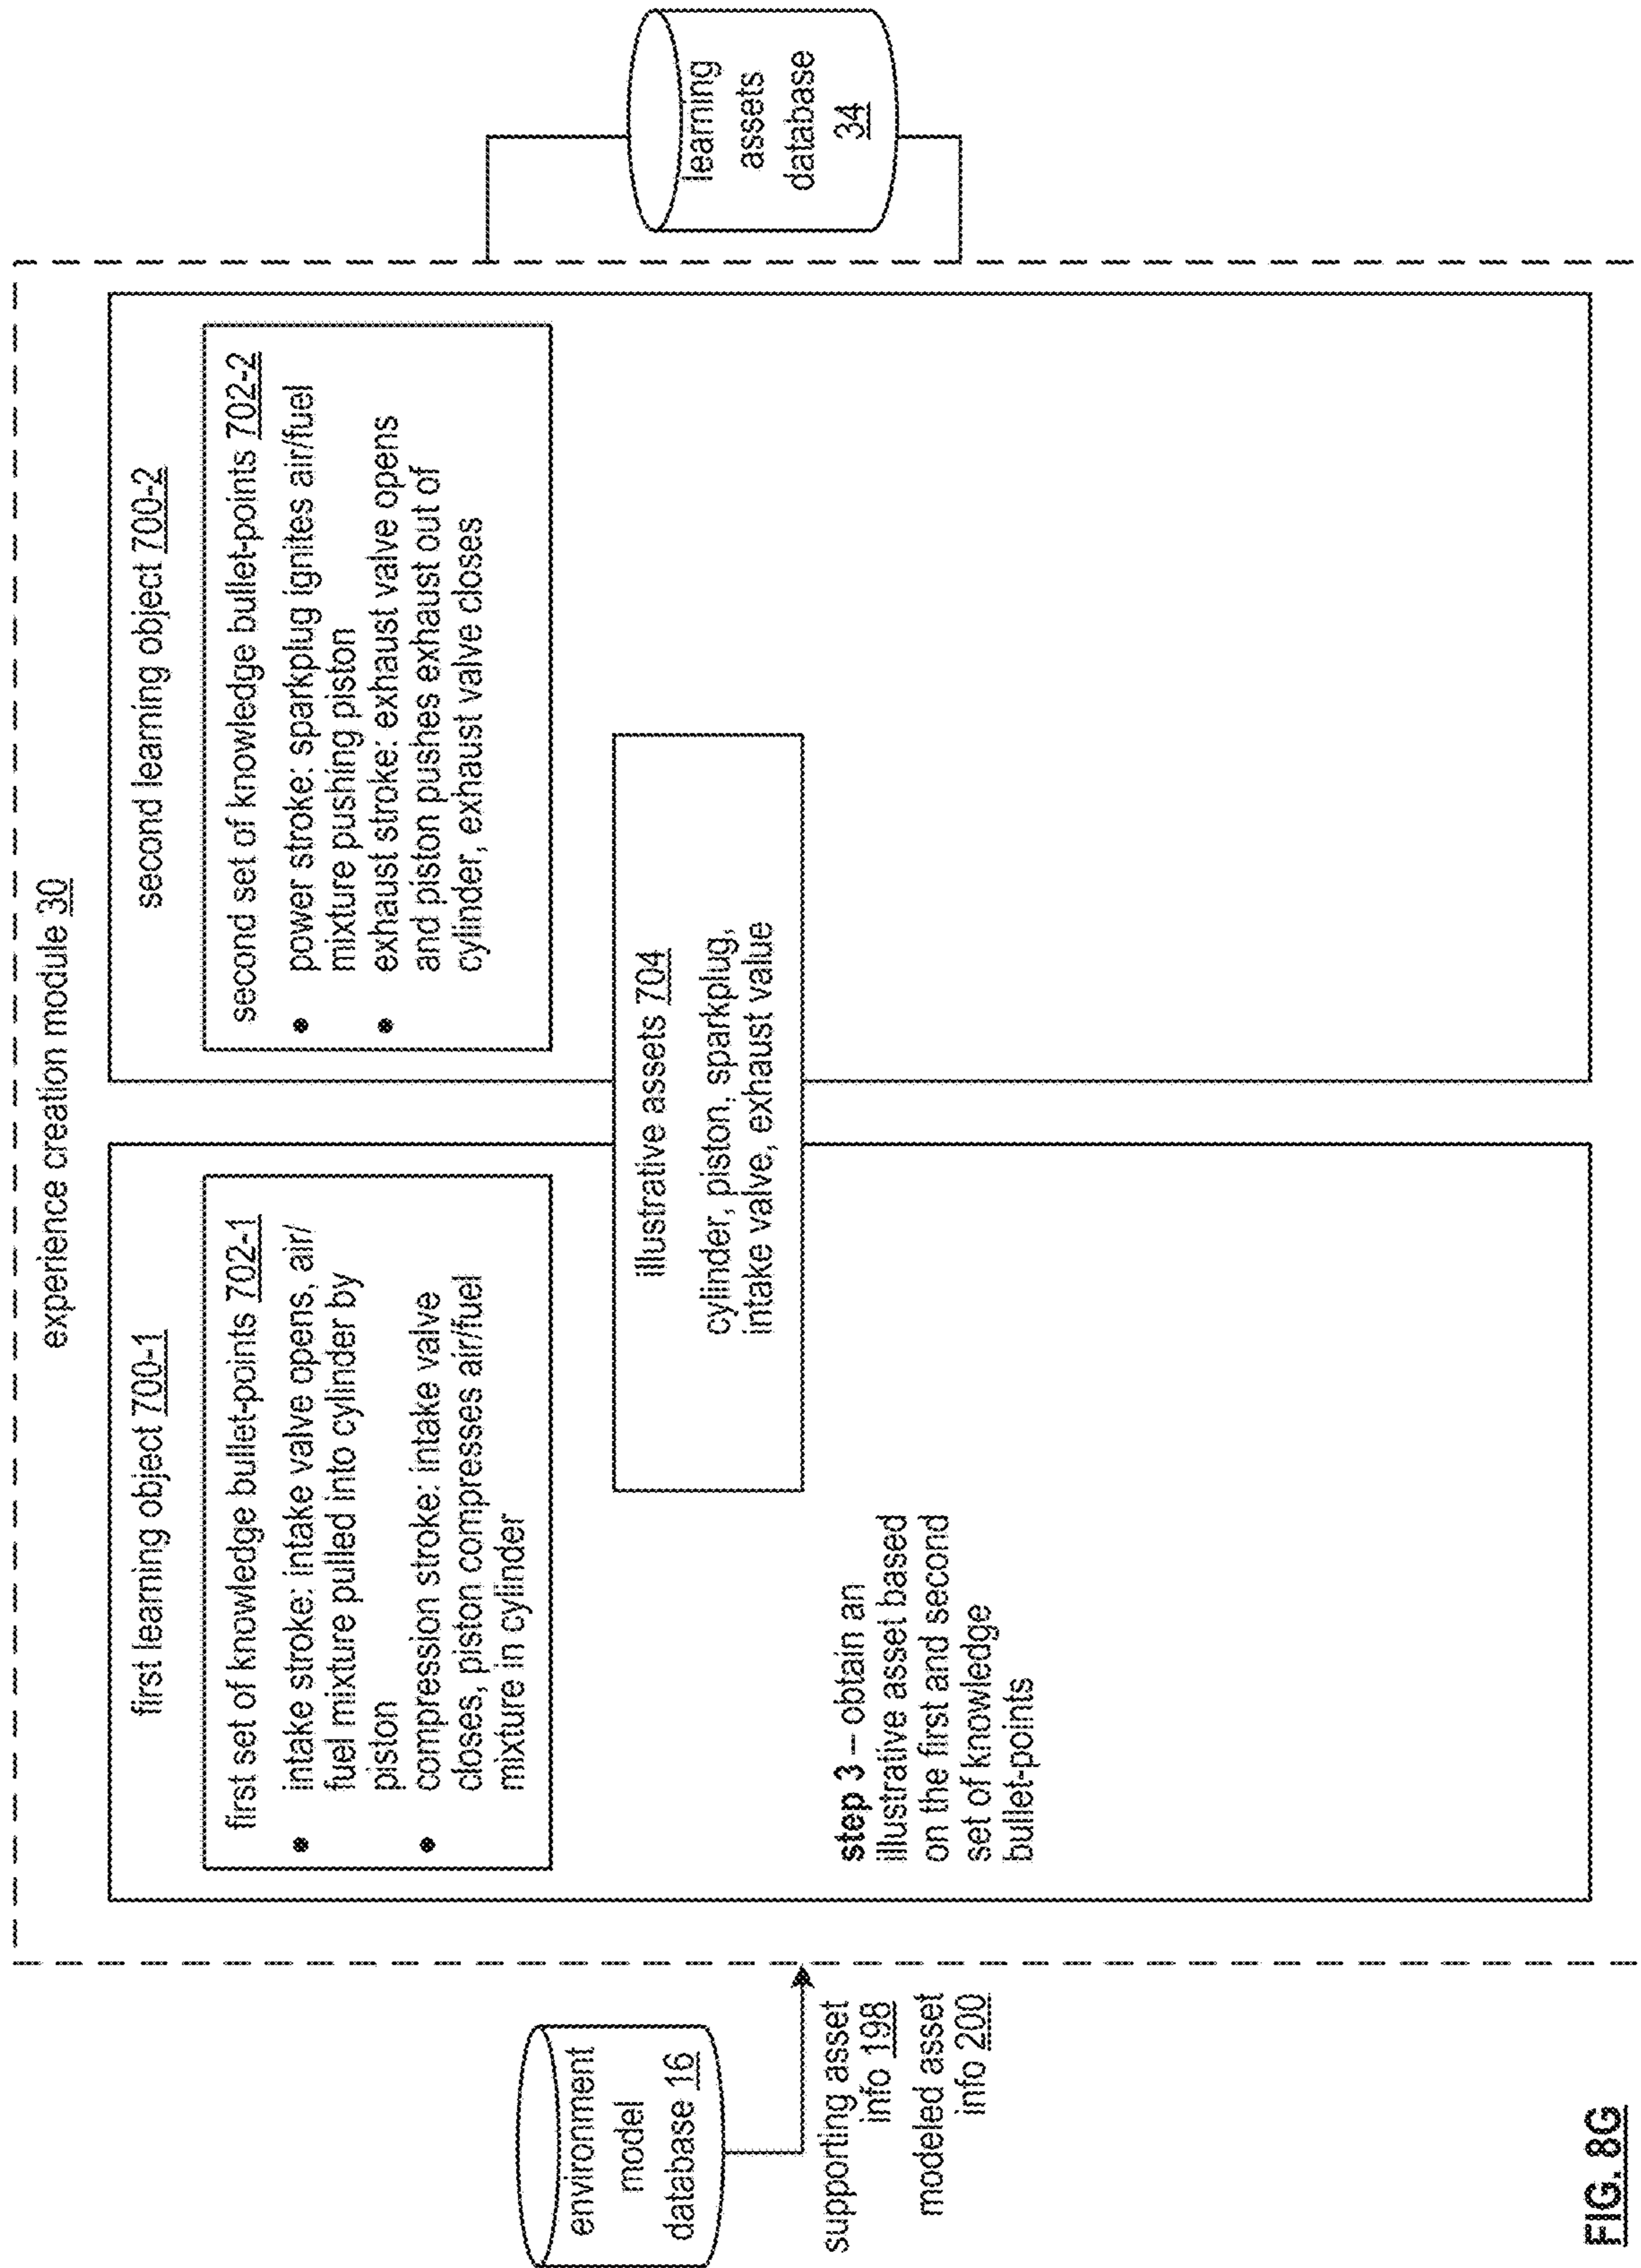 experience creation module 30
first learning object 700-1
first set of knowledge bullet-points 702-1
• intake stroke: intake valve opens, air/
fuel mixture pulled into cylinder by
piston
• compression stroke: intake valve
closes, piston compresses air/fuel
mixture in cylinder
second learning object 700-2
second set of knowledge bullet-points 702-2
• power stroke: sparkplug ignites air/fuel
mixture pushing piston
• exhaust stroke: exhaust valve opens
and piston pushes exhaust out of
cylinder, exhaust valve closes
illustrative assets 704
cylinder, piston, sparkplug,
intake valve, exhaust value
step 3 – obtain an
illustrative asset based
on the first and second
set of knowledge
bullet-points
environment
model
database 16
supporting asset
info 198
modeled asset
info 200
learning
assets
database
34
FIG. 8G